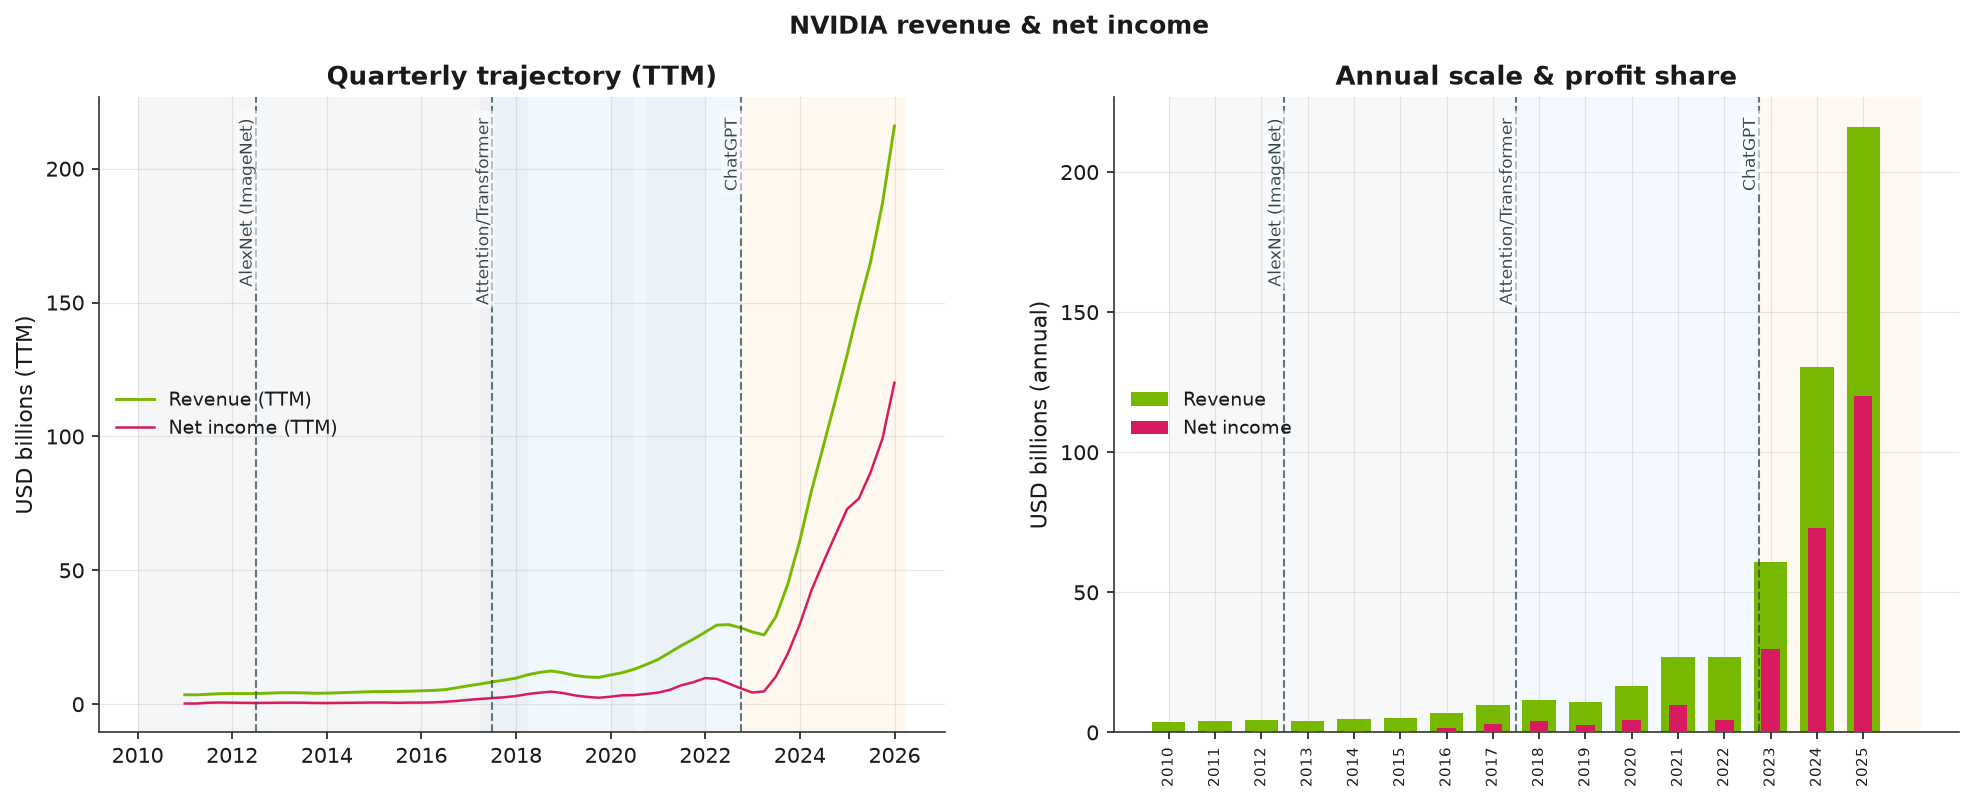 NVIDIA revenue & net income
Quarterly trajectory (TTM)
USD billions (TTM)
200
150
100
50
0
AlexNet (ImageNet)
Attention/Transformer
ChatGPT
Revenue (TTM)
Net income (TTM)
2010 2012 2014 2016 2018 2020 2022 2024 2026
Annual scale & profit share
USD billions (annual)
200
150
100
50
0
AlexNet (ImageNet)
Attention/Transformer
ChatGPT
Revenue
Net income
2010 2011 2012 2013 2014 2015 2016 2017 2018 2019 2020 2021 2022 2023 2024 2025